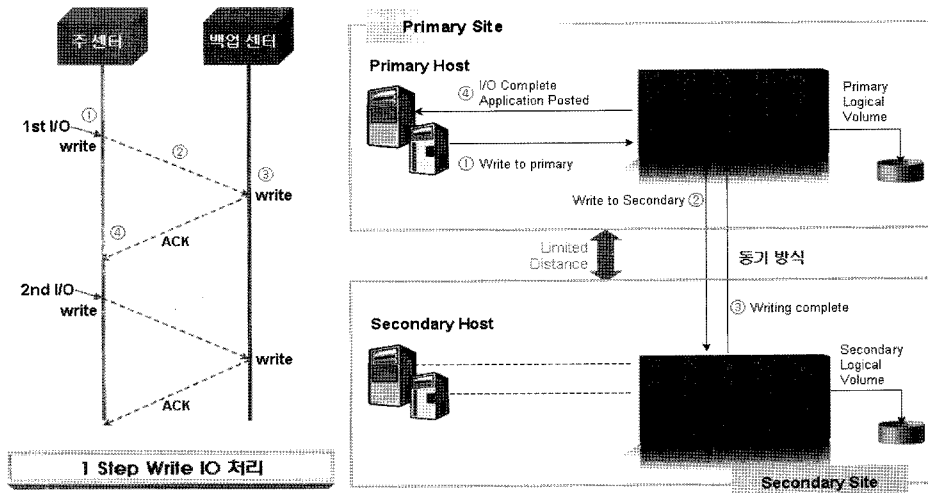 주 센터
백업 센터
①
1st I/O
write
②
③
write
④
ACK
2nd I/O
write
write
ACK
1 Step Write IO 처리
Primary Site
Primary Host
④ I/O Complete
Application Posted
① Write to primary
Primary
Logical
Volume
Write to Secondary ②
Limited
Distance
동기 방식
③ Writing complete
Secondary Host
Secondary
Logical
Volume
Secondary Site